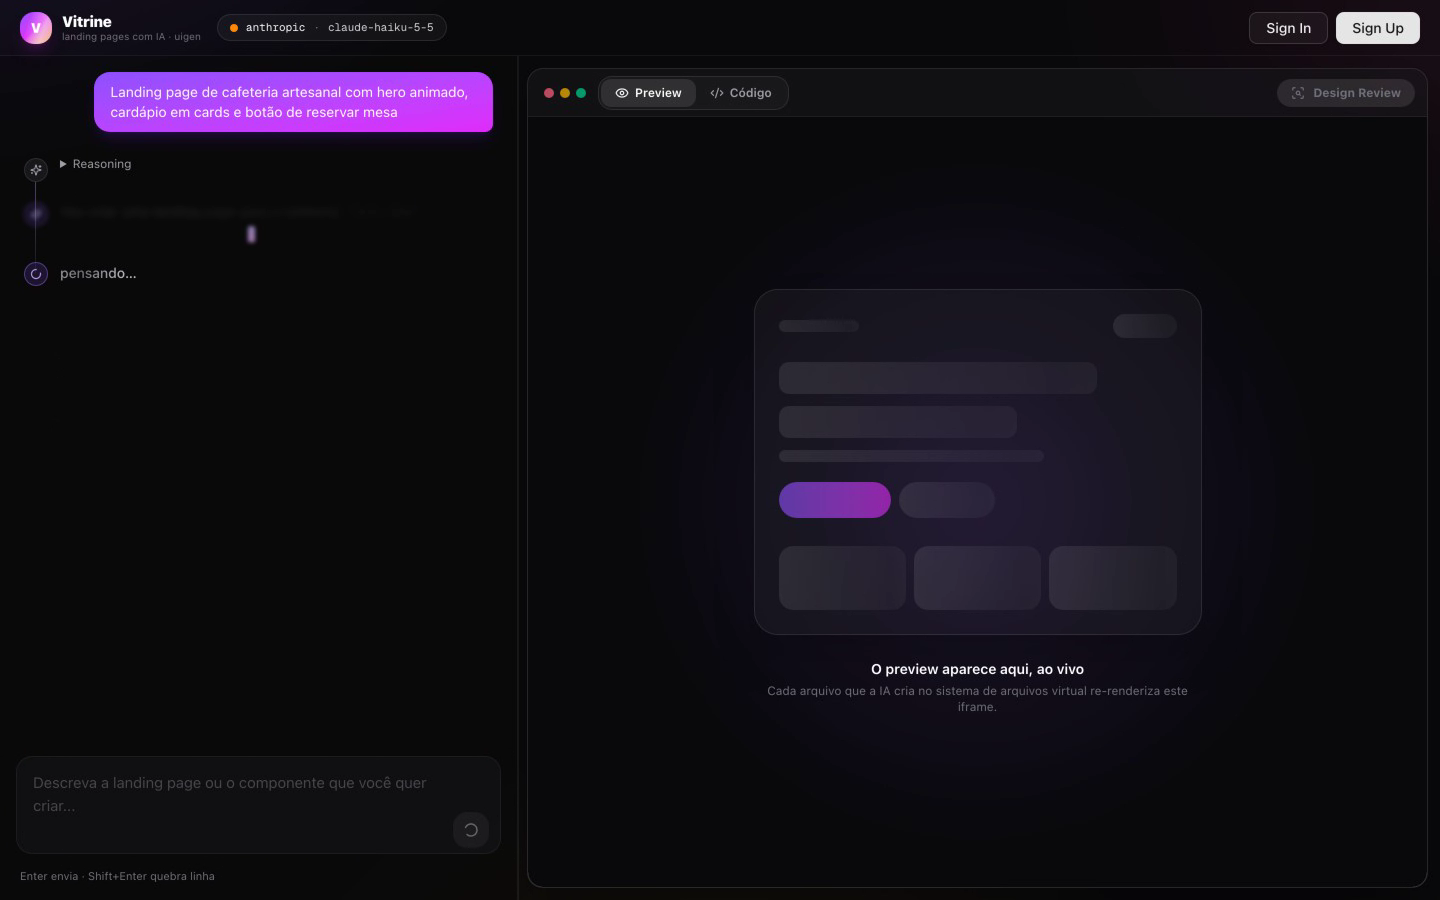 V
Vitrine
landing pages com IA · uigen
anthropic · claude-haiku-5-5
Sign In
Sign Up
Landing page de cafeteria artesanal com hero animado,
cardápio em cards e botão de reservar mesa
Reasoning
pensando...
Descreva a landing page ou o componente que você quer
criar...
Enter envia · Shift+Enter quebra linha
Preview
Código
Design Review
O preview aparece aqui, ao vivo
Cada arquivo que a IA cria no sistema de arquivos virtual re-renderiza este
iframe.